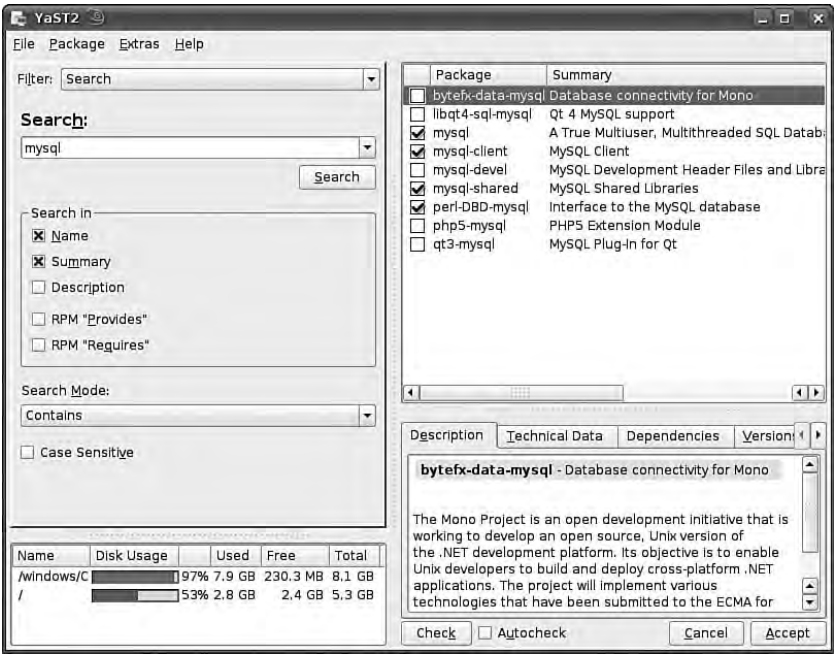 YaST2
File Package Extras Help
Filter: Search
Search:
mysql
Search
Search in
Name
Summary
Description
RPM "Provides"
RPM "Requires"
Search Mode:
Contains
Case Sensitive
Name Disk Usage Used Free Total
/windows/C 97% 7.9 GB 230.3 MB 8.1 GB
/ 53% 2.8 GB 2.4 GB 5.3 GB
Package Summary
bytefx-data-mysql Database connectivity for Mono
libqt4-sql-mysql Qt 4 MySQL support
mysql A True Multiuser, Multithreaded SQL Datab
mysql-client MySQL Client
mysql-devel MySQL Development Header Files and Libra
mysql-shared MySQL Shared Libraries
perl-DBD-mysql Interface to the MySQL database
php5-mysql PHP5 Extension Module
qt3-mysql MySQL Plug-In for Qt
Description Technical Data Dependencies Versions
bytefx-data-mysql - Database connectivity for Mono
The Mono Project is an open development initiative that is
working to develop an open source, Unix version of
the .NET development platform. Its objective is to enable
Unix developers to build and deploy cross-platform .NET
applications. The project will implement various
technologies that have been submitted to the ECMA for
Check Autocheck Cancel Accept